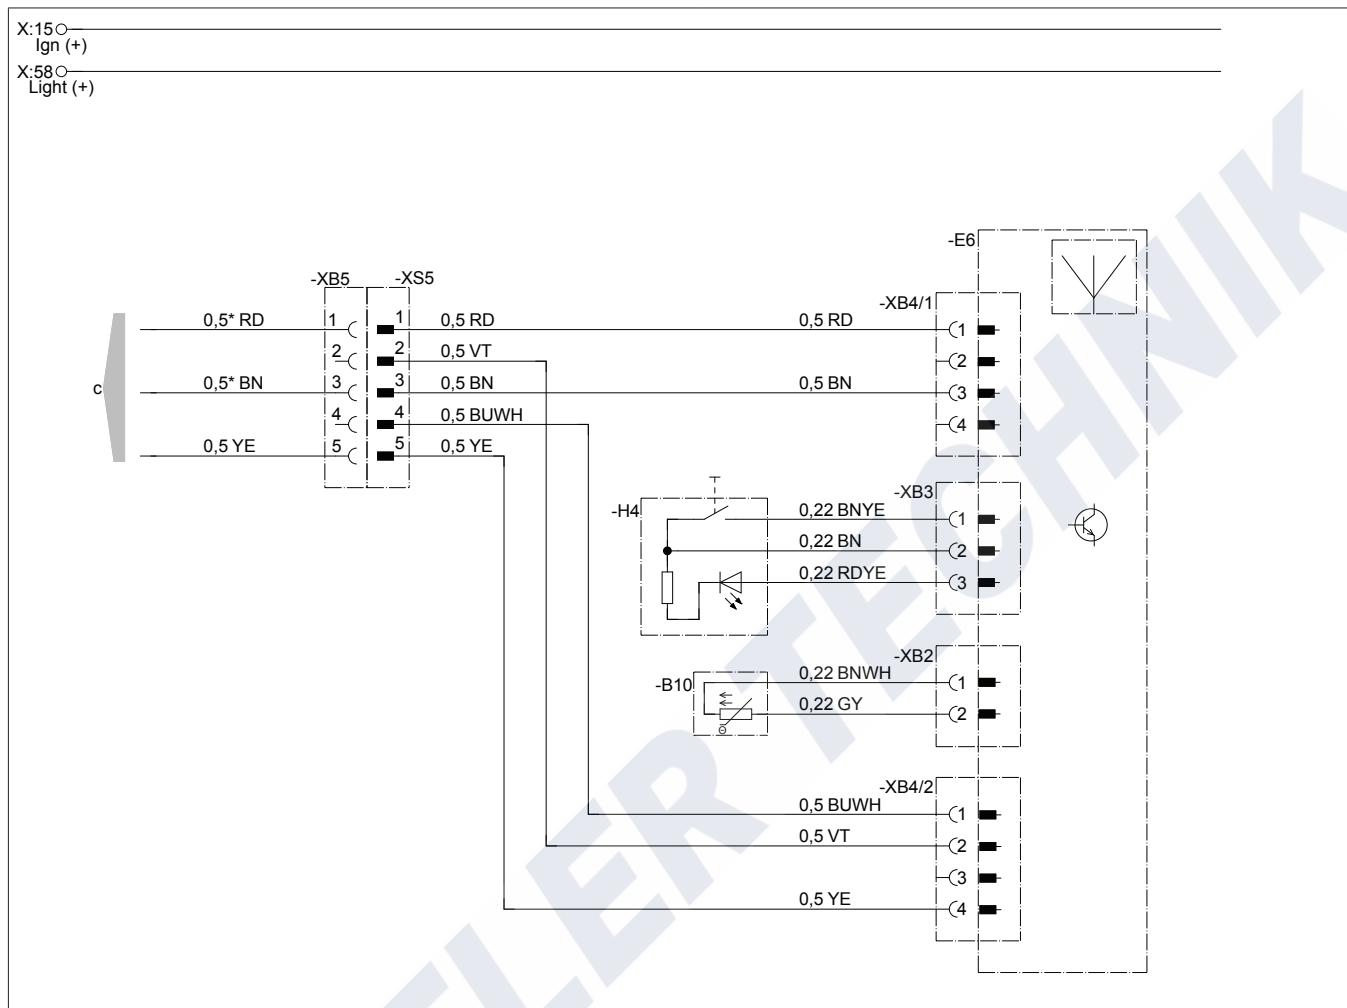 X:15
Ign (+)
X:58
Light (+)
-E6
-XB5 -XS5
-XB4/1
0,5* RD 1 1 0,5 RD 0,5 RD 1
2 2 0,5 VT 2
c 0,5* BN 3 3 0,5 BN 0,5 BN 3
4 4 0,5 BUWH 4
0,5 YE 5 5 0,5 YE
-XB3
-H4 0,22 BNYE 1
0,22 BN 2
0,22 RDYE 3
-XB2
-B10 0,22 BNWH 1
0,22 GY 2
-XB4/2
0,5 BUWH 1
0,5 VT 2
3
0,5 YE 4
LER TECHNIK